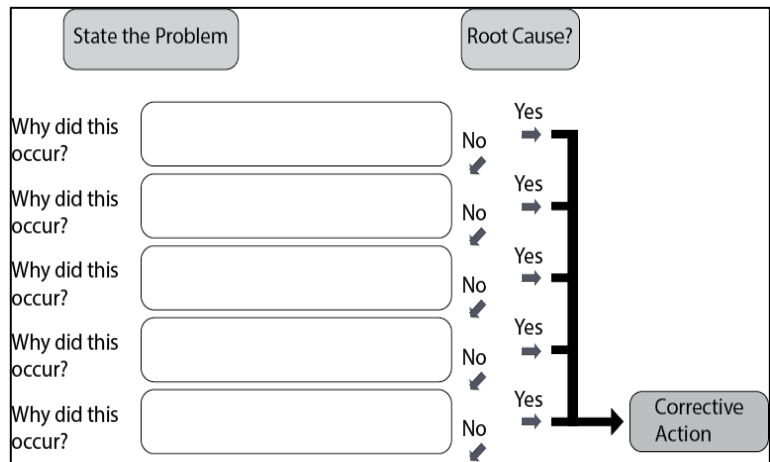 State the Problem
Root Cause?
Why did this
occur?
Yes
No
Why did this
occur?
Yes
No
Why did this
occur?
Yes
No
Why did this
occur?
Yes
No
Why did this
occur?
Yes
No
Corrective
Action